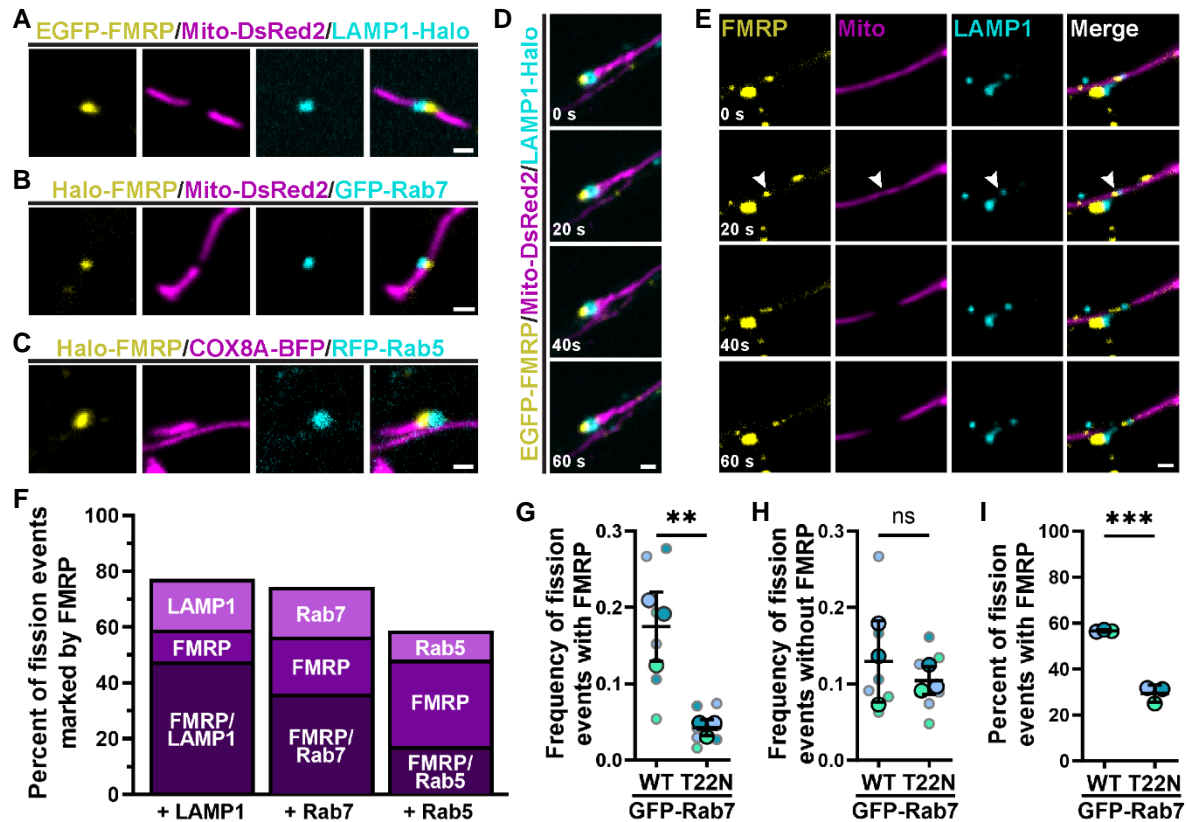 A
EGFP-FMRP/Mito-DsRed2/LAMP1-Halo
B
Halo-FMRP/Mito-DsRed2/GFP-Rab7
C
Halo-FMRP/COX8A-BFP/RFP-Rab5
D
EGFP-FMRP/Mito-DsRed2/LAMP1-Halo
0 s
20 s
40s
60 s
E
FMRP
Mito
LAMP1
Merge
0 s
20 s
40s
60 s
F
Percent of fission events
marked by FMRP
100
80
60
40
20
0
LAMP1
FMRP
FMRP/
LAMP1
Rab7
FMRP
FMRP/
Rab7
Rab5
FMRP
FMRP/
Rab5
+ LAMP1
+ Rab7
+ Rab5
G
Frequency of fission
events with FMRP
0.3
0.2
0.1
0.0
**
WT T22N
GFP-Rab7
H
Frequency of fission
events without FMRP
0.3
0.2
0.1
0.0
ns
WT T22N
GFP-Rab7
I
Percent of fission
events with FMRP
100
80
60
40
20
0
***
WT T22N
GFP-Rab7